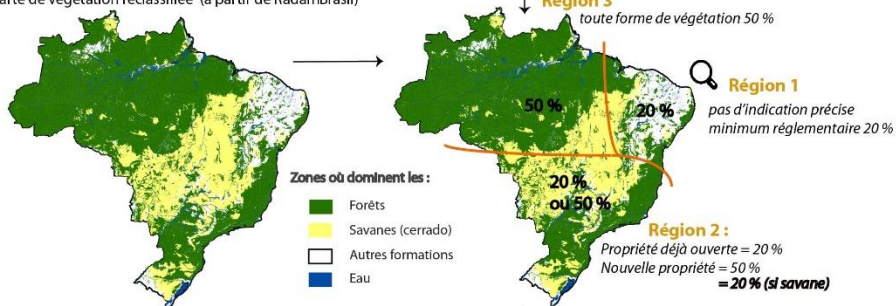 arte de végétation reclassifiée (à partir de RadamBrasil)
Région 3
toute forme de végétation 50 %
Région 1
pas d'indication précise
minimum réglementaire 20 %
50 %
20 %
20 %
ou 50 %
Zones où dominent les :
Forêts
Savanes (cerrado)
Autres formations
Eau
Région 2 :
Propriété déjà ouverte = 20 %
Nouvelle propriété = 50 %
= 20 % (si savane)